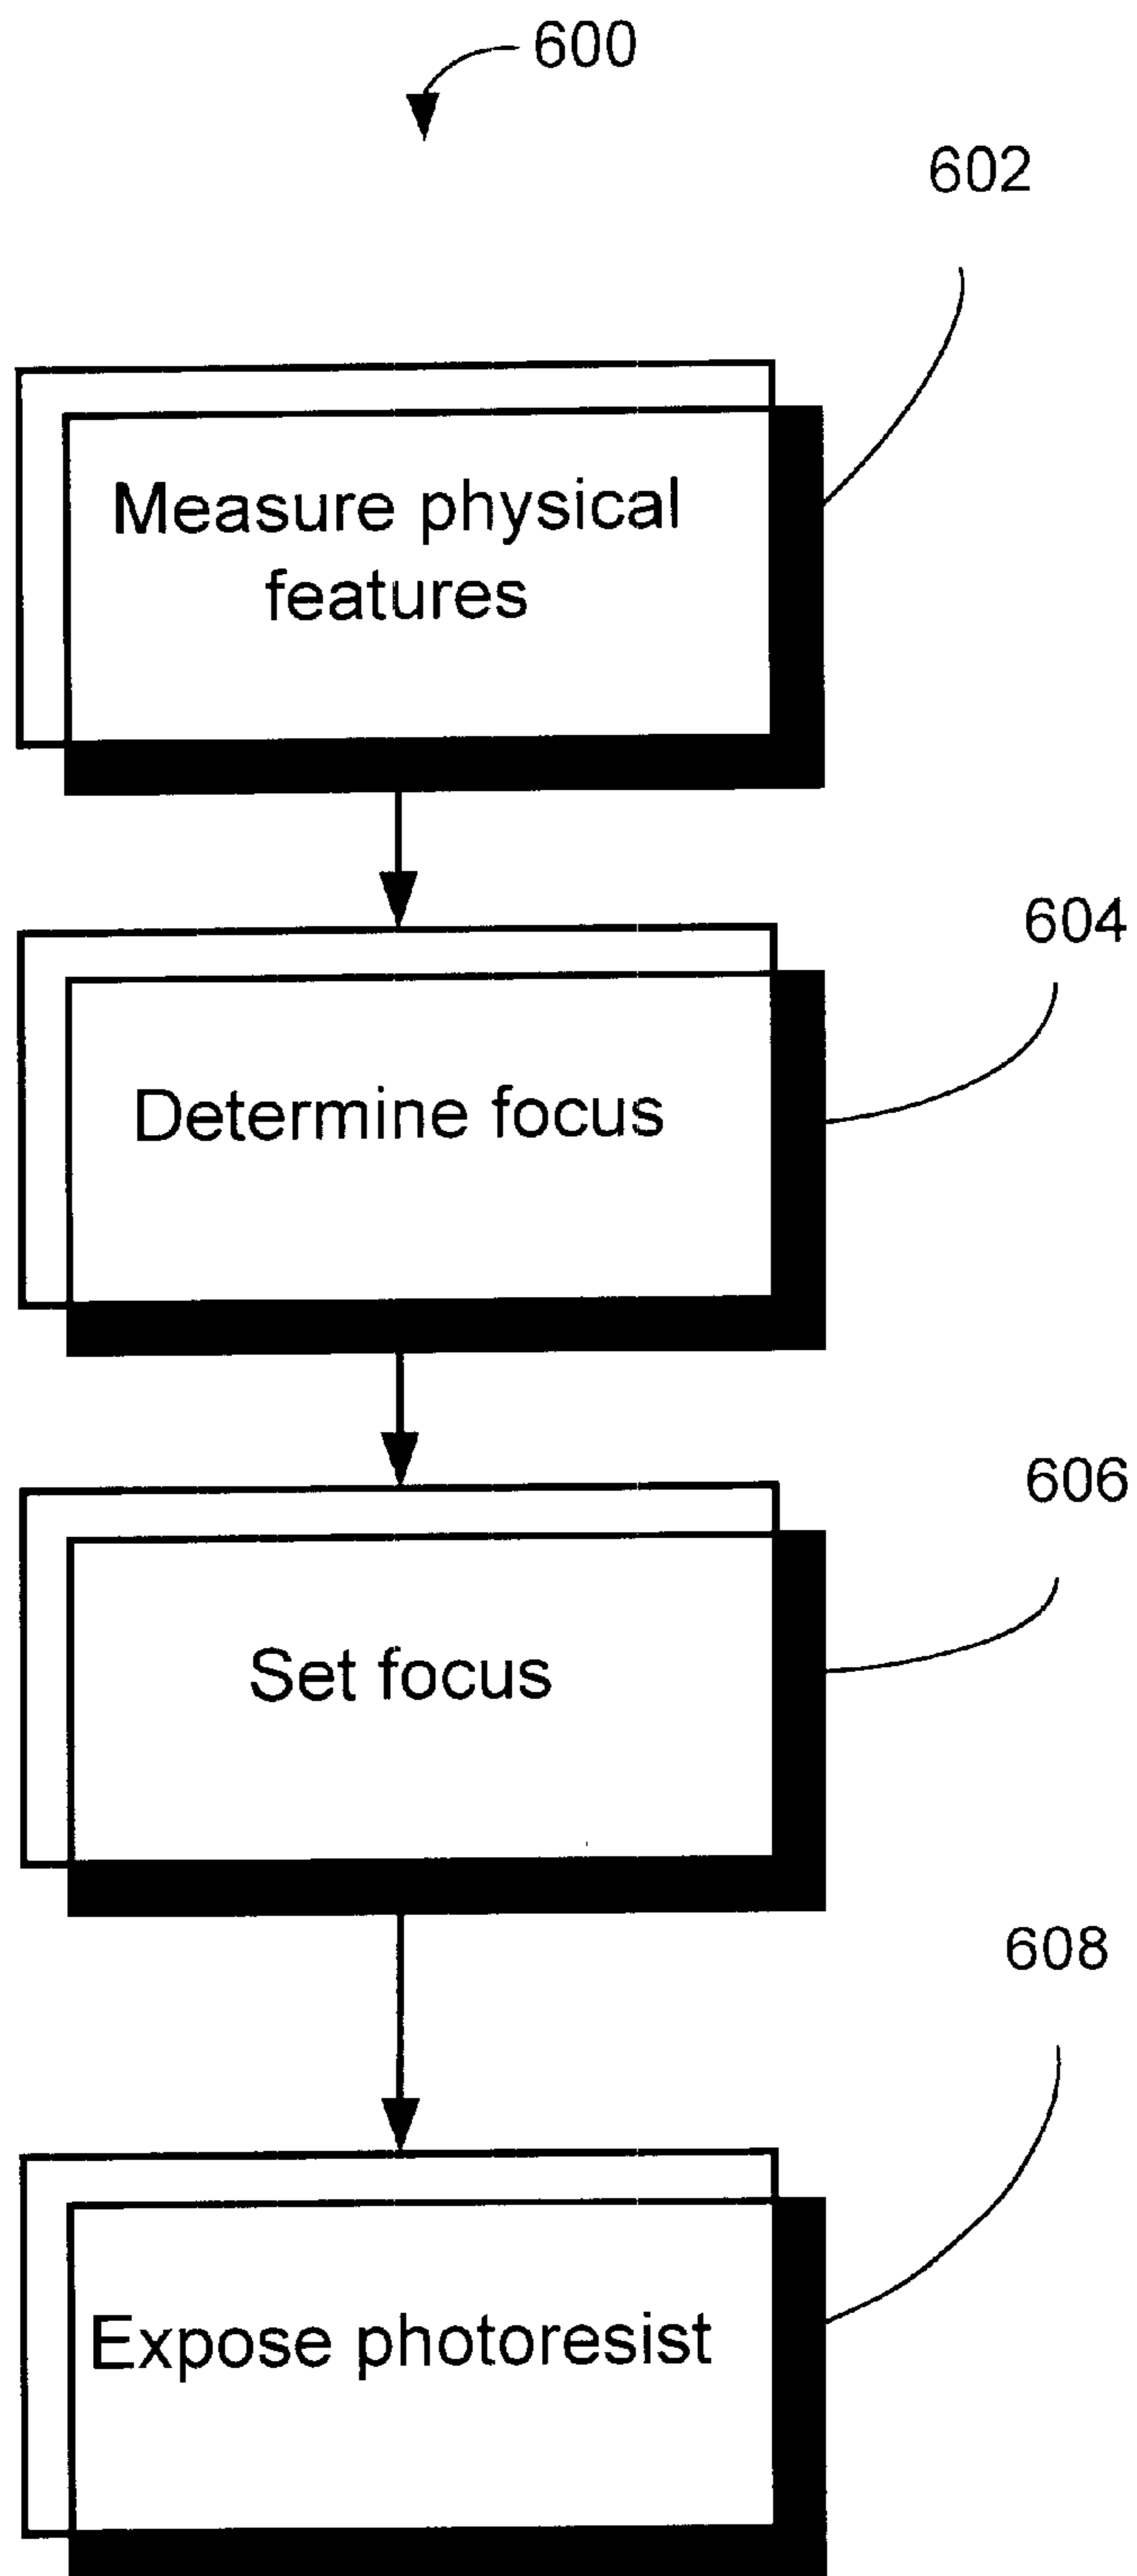 600
602
Measure physical
features
604
Determine focus
606
Set focus
608
Expose photoresist